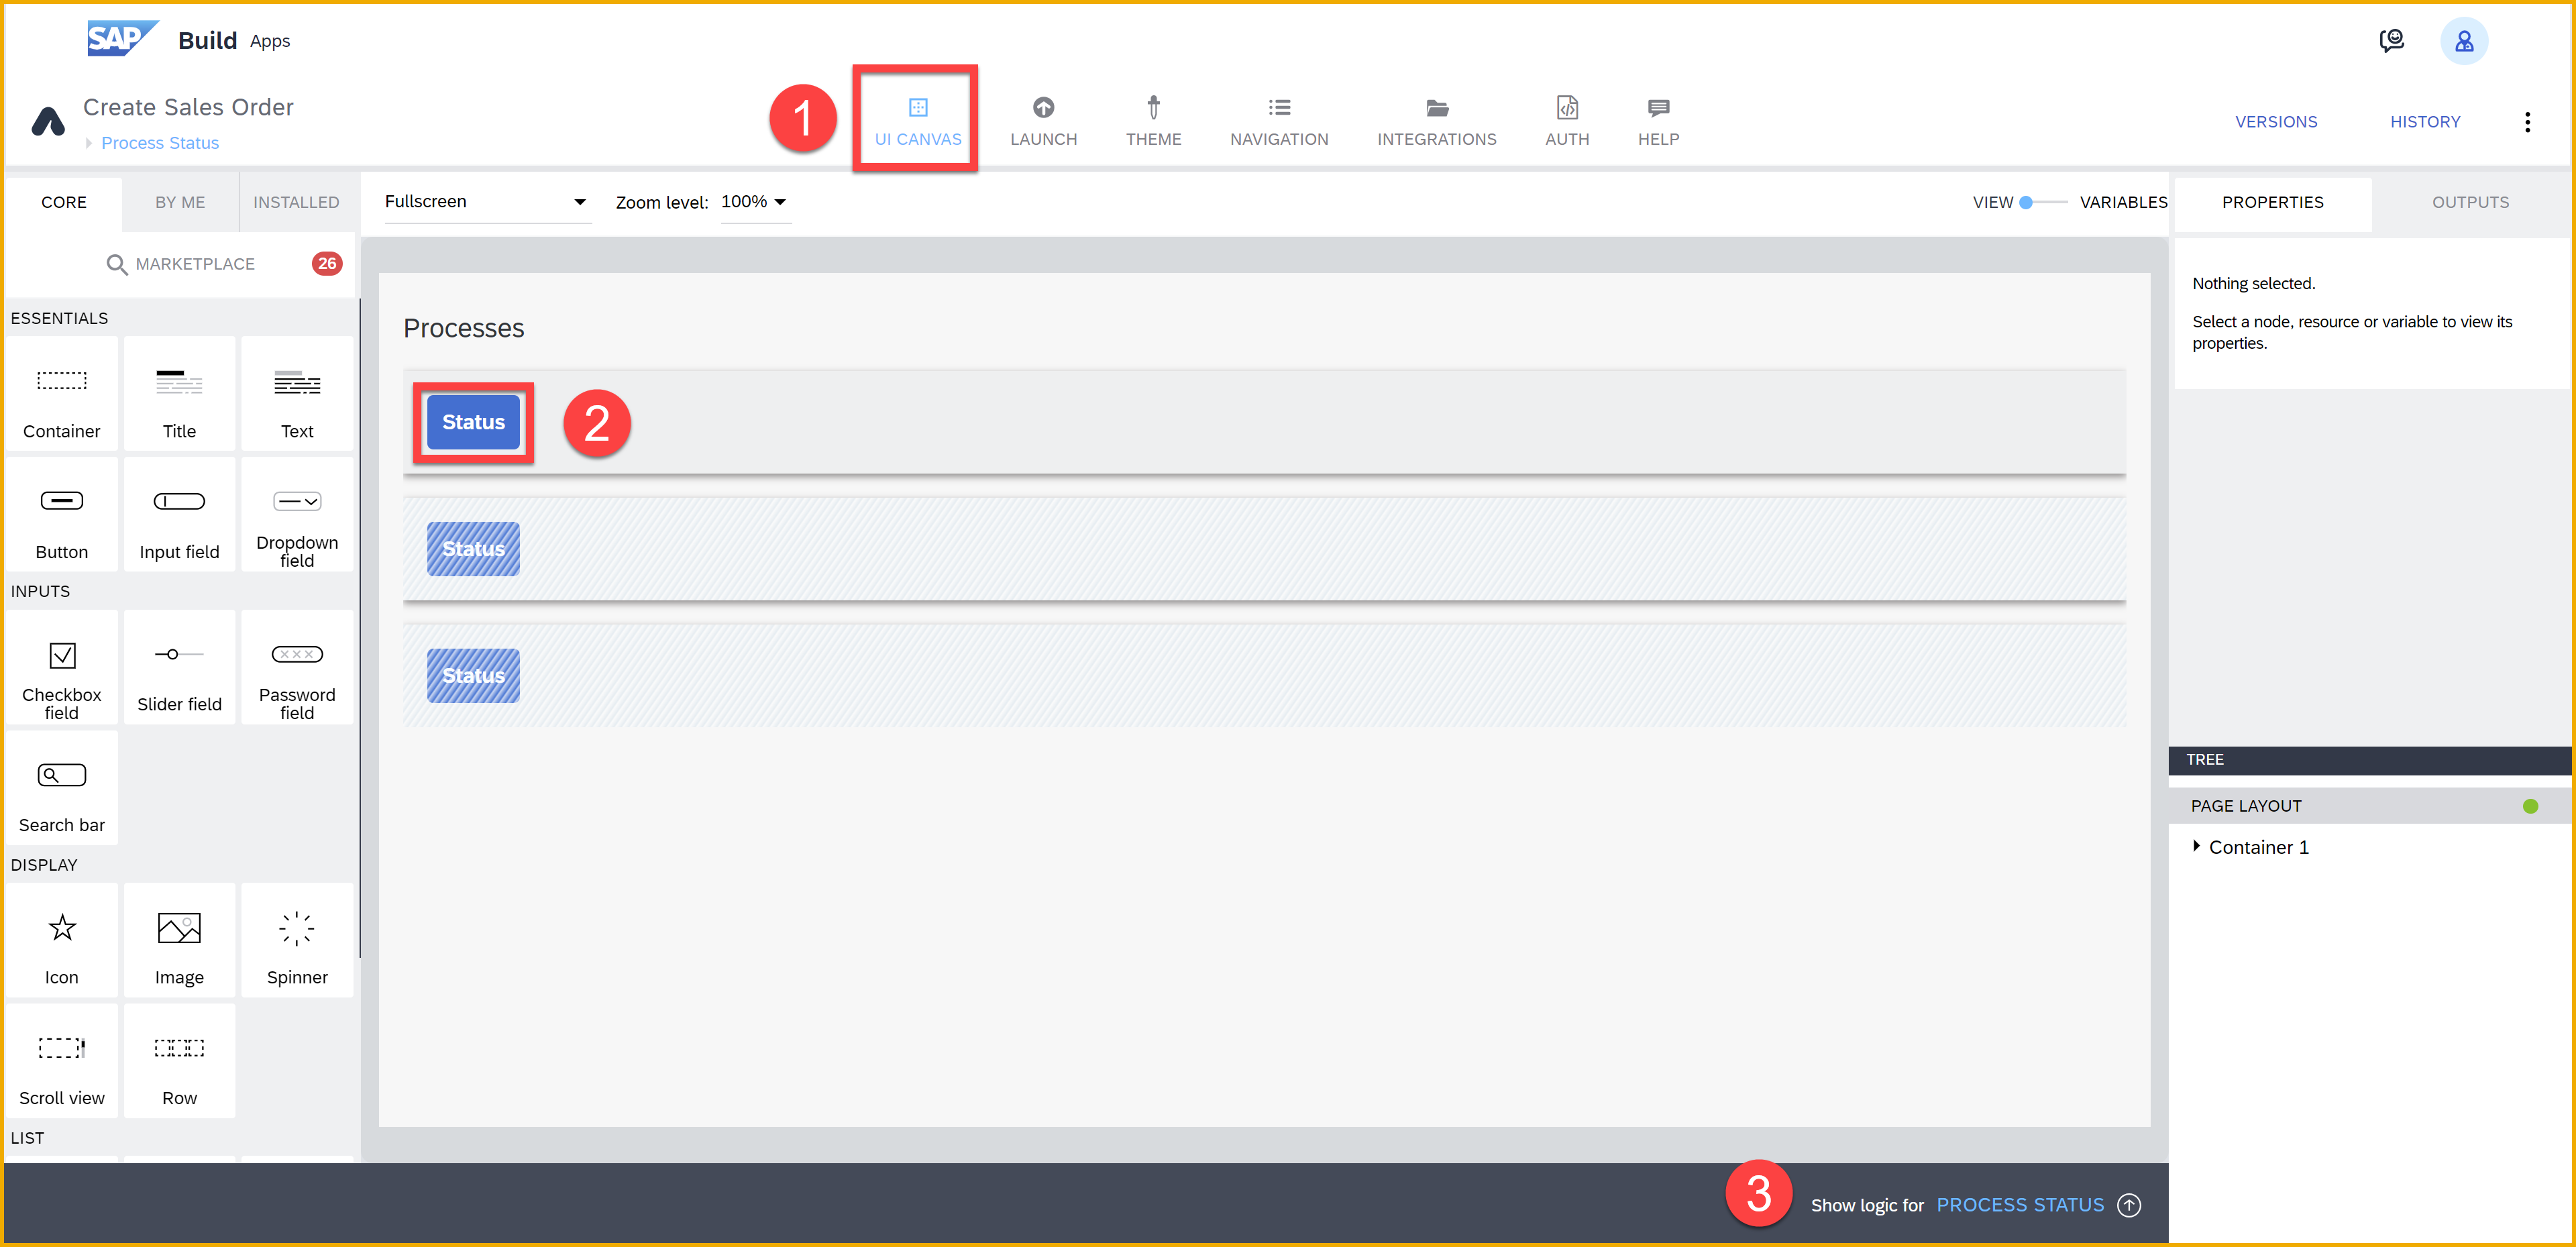 SAP Build Apps
Create Sales Order
Process Status
1
UI CANVAS
LAUNCH
THEME
NAVIGATION
INTEGRATIONS
AUTH
HELP
VERSIONS
HISTORY
CORE
BY ME
INSTALLED
Fullscreen
Zoom level: 100%
VIEW
VARIABLES
PROPERTIES
OUTPUTS
MARKETPLACE
26
Nothing selected.
Select a node, resource or variable to view its
properties.
ESSENTIALS
Container
Title
Text
Button
Input field
Dropdown
field
INPUTS
Checkbox
field
Slider field
Password
field
Search bar
DISPLAY
Icon
Image
Spinner
Scroll view
Row
LIST
Processes
Status
2
Status
Status
TREE
PAGE LAYOUT
Container 1
3
Show logic for PROCESS STATUS